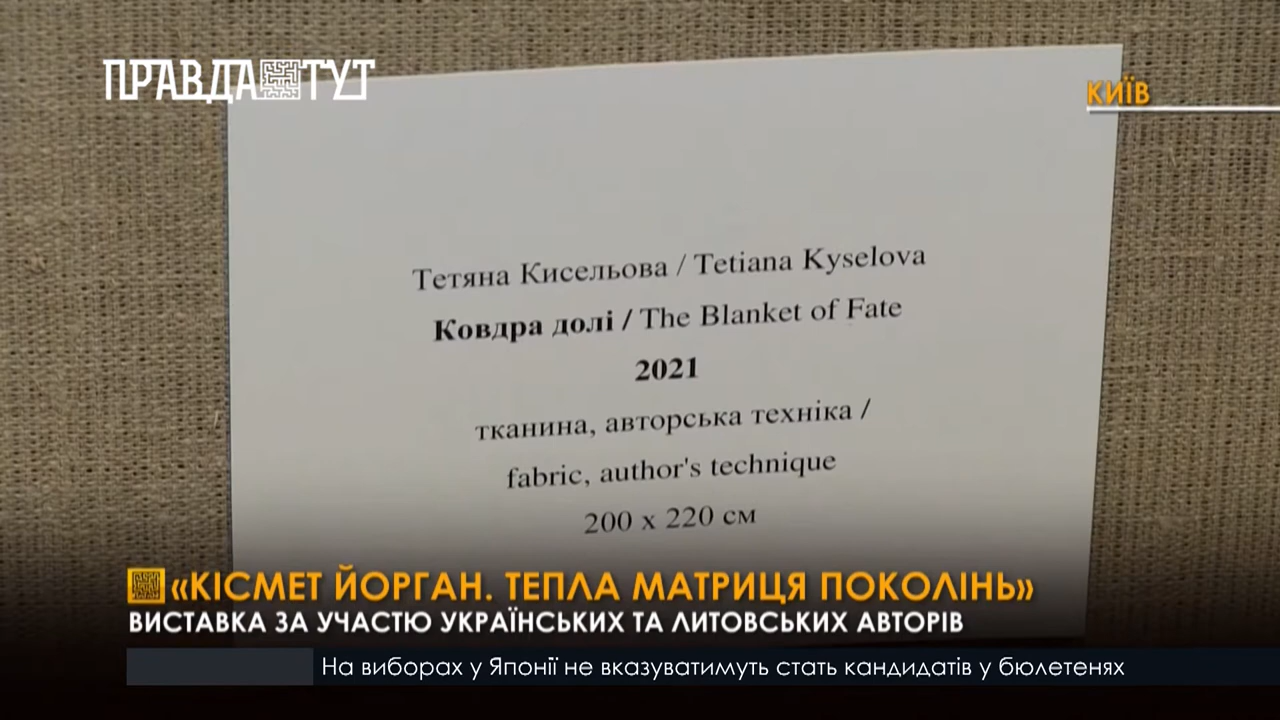 ПРАВДА ТУТ
КИЇВ
Тетяна Кисельова / Tetiana Kyselova
Ковдра долі / The Blanket of Fate
2021
тканина, авторська техніка /
fabric, author's technique
200 x 220 см
«КІСМЕТ ЙОРГАН. ТЕПЛА МАТРИЦЯ ПОКОЛІНЬ»
ВИСТАВКА ЗА УЧАСТЮ УКРАЇНСЬКИХ ТА ЛИТОВСЬКИХ АВТОРІВ
На виборах у Японії не вказуватимуть стать кандидатів у бюлетенях